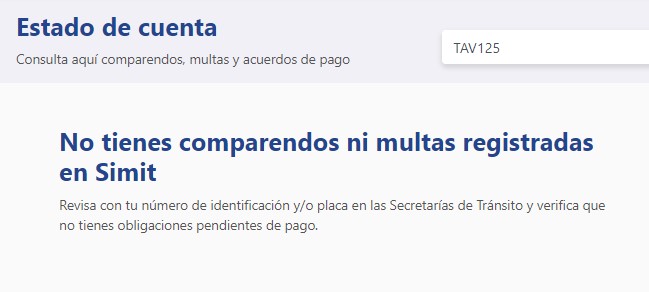 Estado de cuenta
Consulta aquí comparendos, multas y acuerdos de pago
TAV125
No tienes comparendos ni multas registradas
en Simit
Revisa con tu número de identificación y/o placa en las Secretarías de Tránsito y verifica que
no tienes obligaciones pendientes de pago.